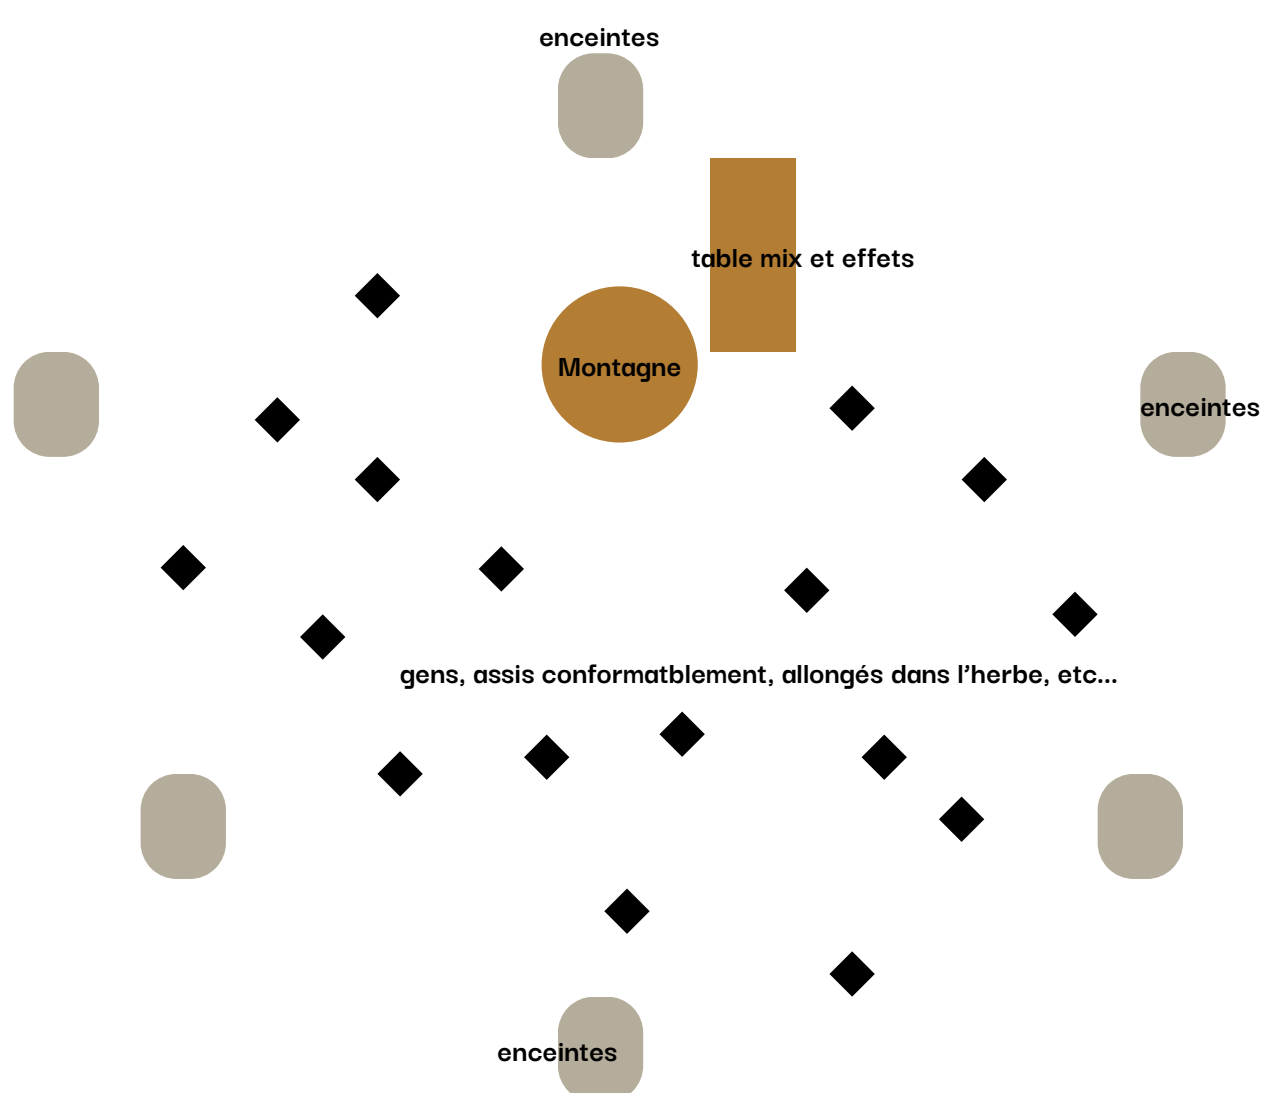 enceintes
table mix et effets
Montagne
enceintes
gens, assis conformatblement, allongés dans l’herbe, etc...
enceintes